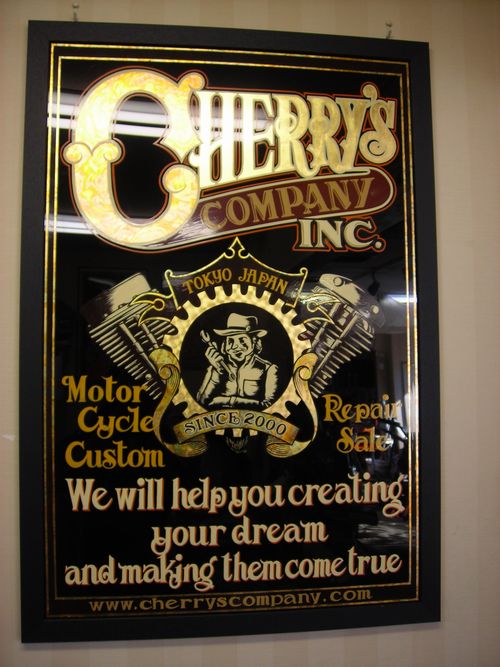 CHERRY'S
COMPANY
INC.
TOKYO JAPAN
SINCE 2000
Motor
Cycle
Custom
Repair
Sale
We will help you creating
your dream
and making them come true
www.cherryscompany.com